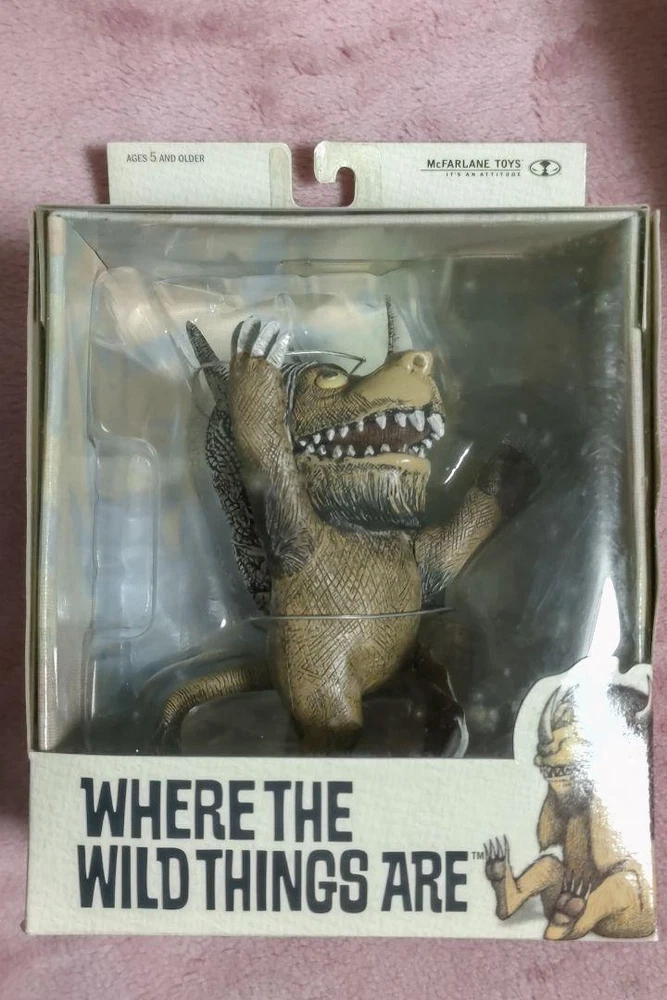 AGES 5 AND OLDER
McFARLANE TOYS
IT'S AN ATTITUDE
WHERE THE
WILD THINGS ARE™